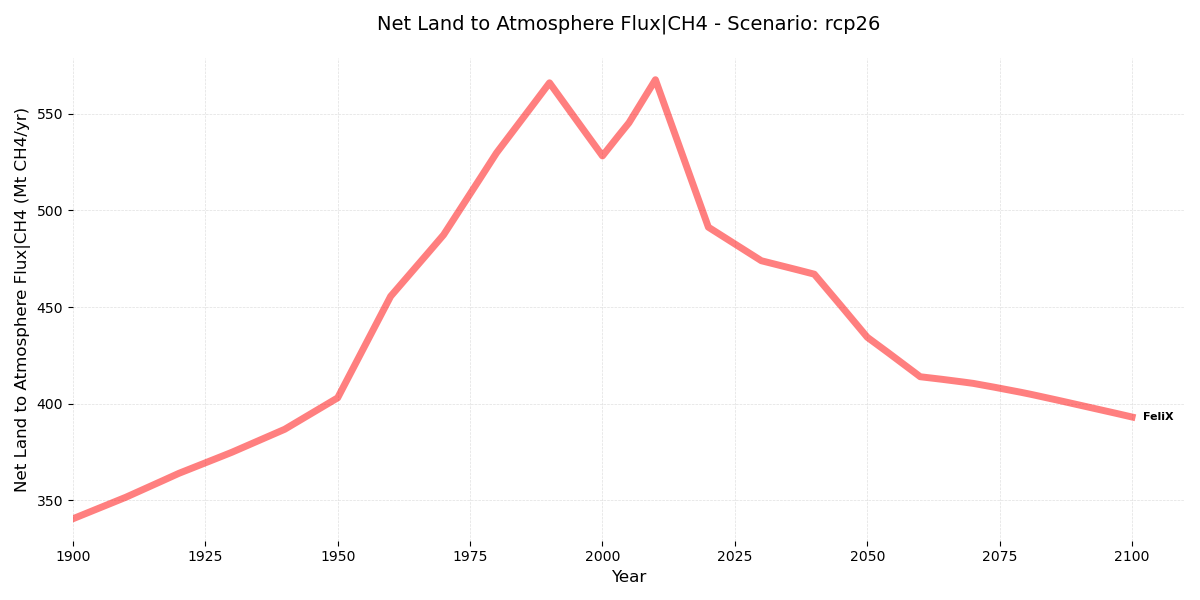 Net Land to Atmosphere Flux|CH4 - Scenario: rcp26
Net Land to Atmosphere Flux|CH4 (Mt CH4/yr)
550
500
450
400
350
FeliX
1900 1925 1950 1975 2000 2025 2050 2075 2100
Year